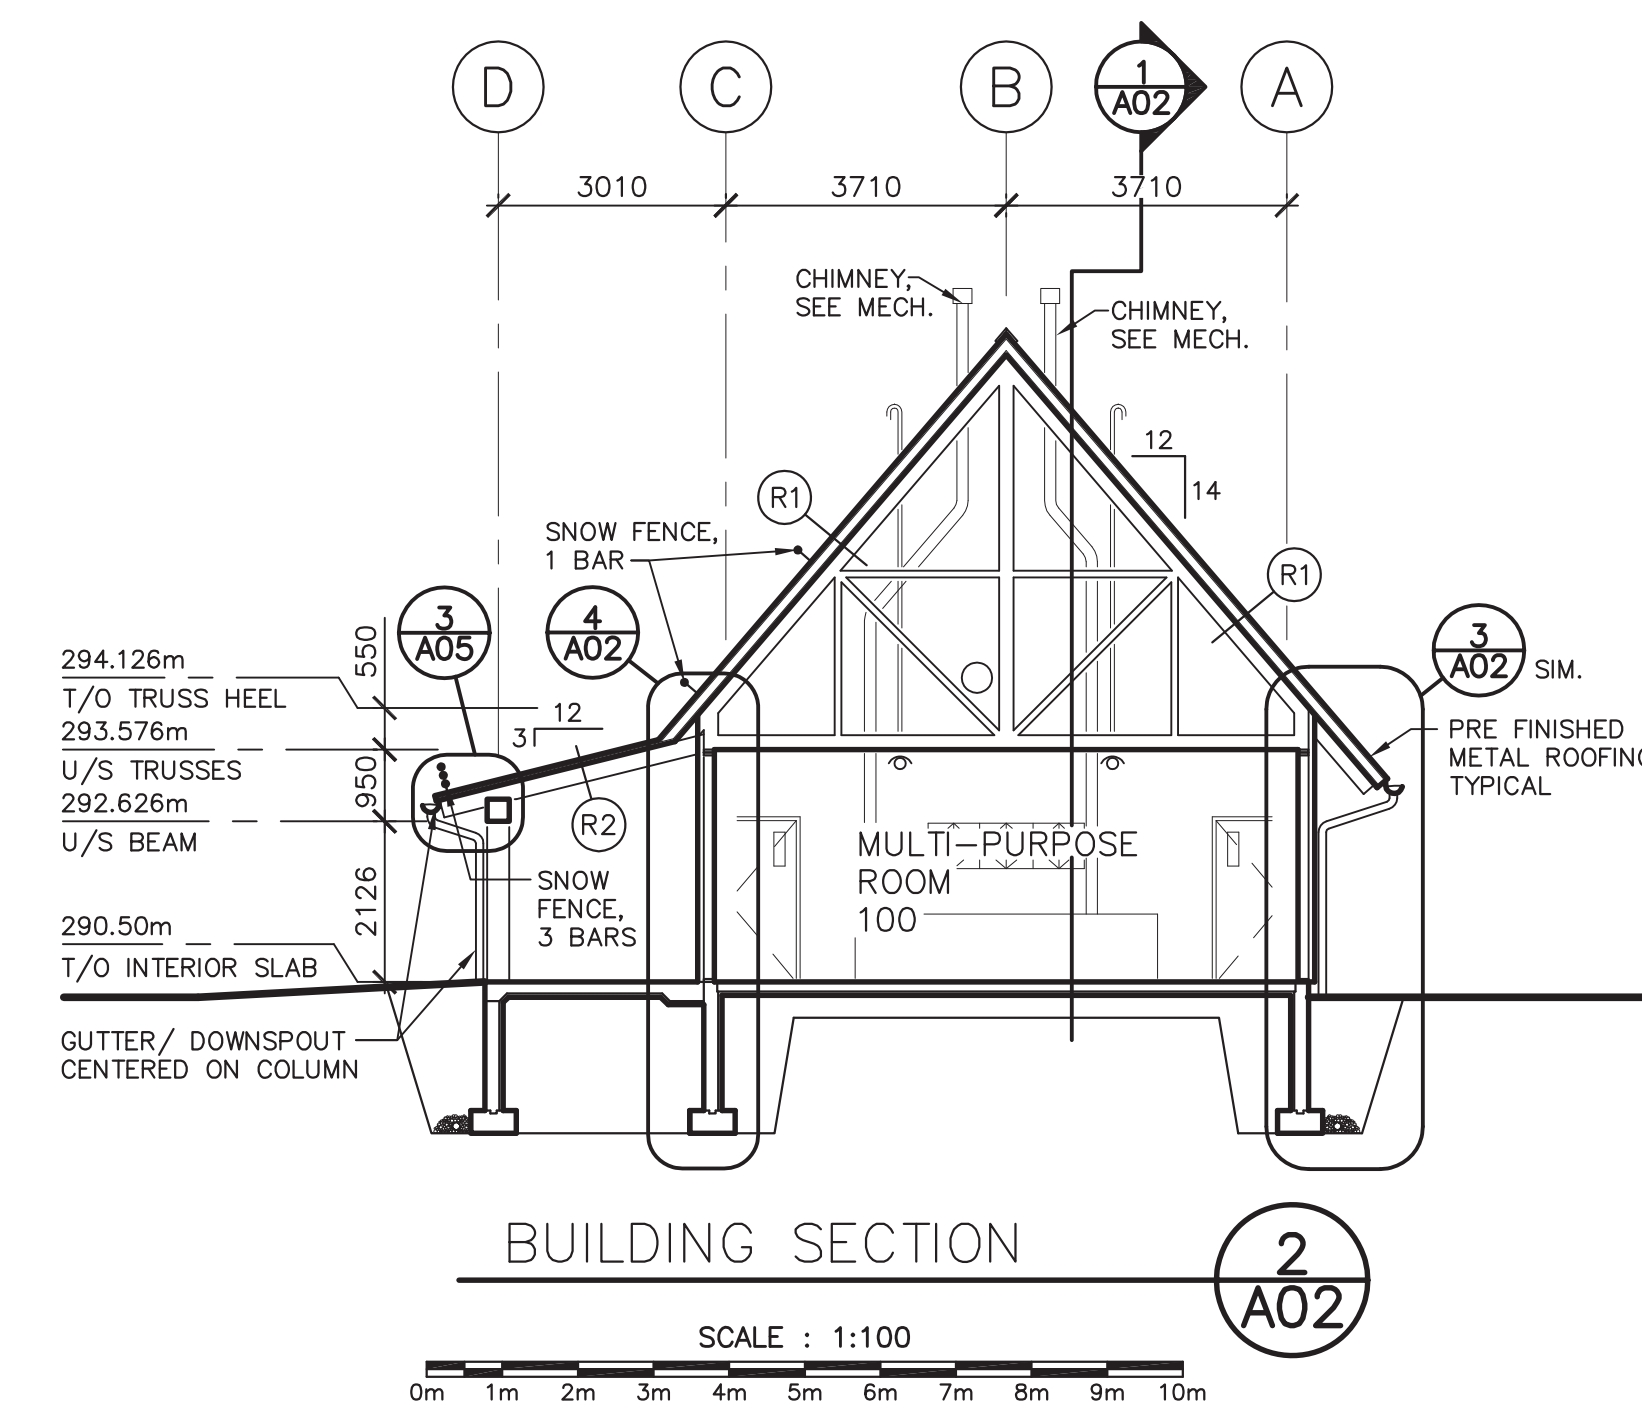 D C B A
1
A02
3010 3710 3710
CHIMNEY,
SEE MECH.
CHIMNEY,
SEE MECH.
12
14
R1
SNOW FENCE,
1 BAR
R1
3
A05
4
A02
3
A02 SIM.
550
294.126m
T/O TRUSS HEEL
12
3
293.576m
U/S TRUSSES
950
292.626m
U/S BEAM
R2
PRE FINISHED
METAL ROOFING
TYPICAL
MULTI-PURPOSE
ROOM
100
SNOW
FENCE,
3 BARS
2126
290.50m
T/O INTERIOR SLAB
GUTTER/ DOWNSPOUT
CENTERED ON COLUMN
BUILDING SECTION
2
A02
SCALE : 1:100
0m 1m 2m 3m 4m 5m 6m 7m 8m 9m 10m